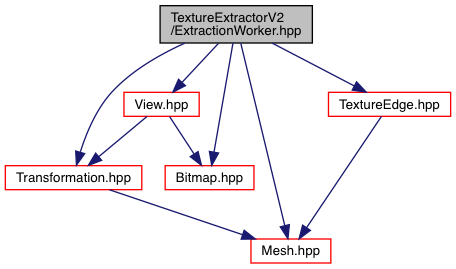 TextureExtractorV2
/ExtractionWorker.hpp
View.hpp
TextureEdge.hpp
Transformation.hpp
Bitmap.hpp
Mesh.hpp